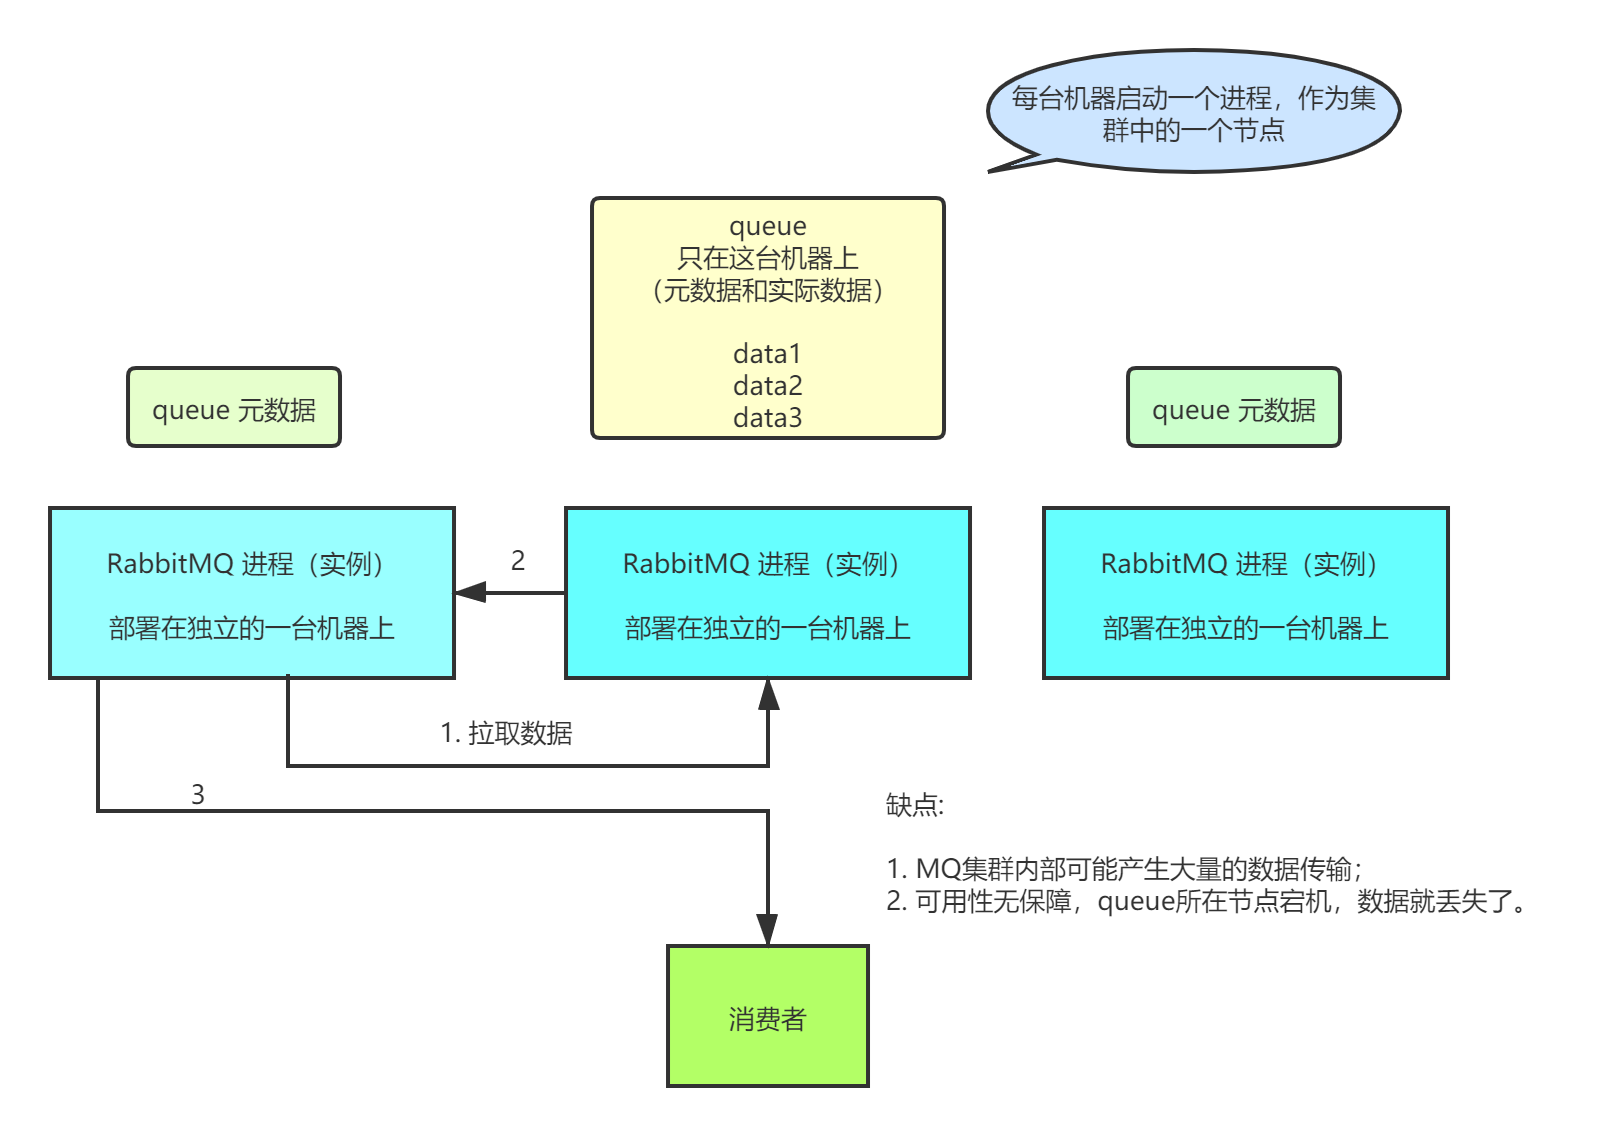 每台机器启动一个进程，作为集
群中的一个节点
queue
只在这台机器上
（元数据和实际数据）
data1
data2
data3
queue 元数据
queue 元数据
RabbitMQ 进程（实例）
部署在独立的一台机器上
2
RabbitMQ 进程（实例）
部署在独立的一台机器上
RabbitMQ 进程（实例）
部署在独立的一台机器上
1. 拉取数据
3
缺点:
1. MQ集群内部可能产生大量的数据传输；
2. 可用性无保障，queue所在节点宕机，数据就丢失了。
消费者